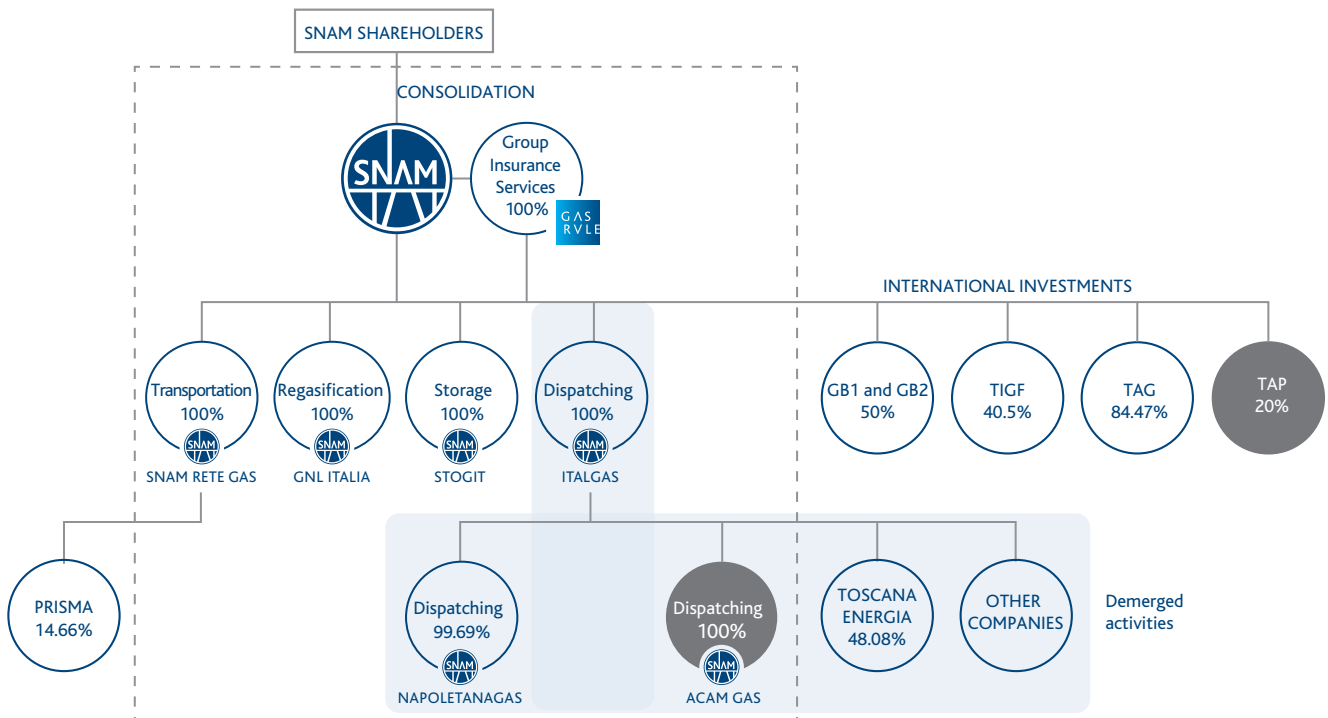 SNAM SHAREHOLDERS
CONSOLIDATION
SNAM
Group
Insurance
Services
100%
GAS
RVLE
INTERNATIONAL INVESTMENTS
Transportation
100%
SNAM
SNAM RETE GAS
Regasification
100%
SNAM
GNL ITALIA
Storage
100%
SNAM
STOGIT
Dispatching
100%
SNAM
ITALGAS
GB1 and GB2
50%
TIGF
40.5%
TAG
84.47%
TAP
20%
PRISMA
14.66%
Dispatching
99.69%
SNAM
NAPOLETANAGAS
Dispatching
100%
SNAM
ACAM GAS
TOSCANA
ENERGIA
48.08%
OTHER
COMPANIES
Demerged
activities